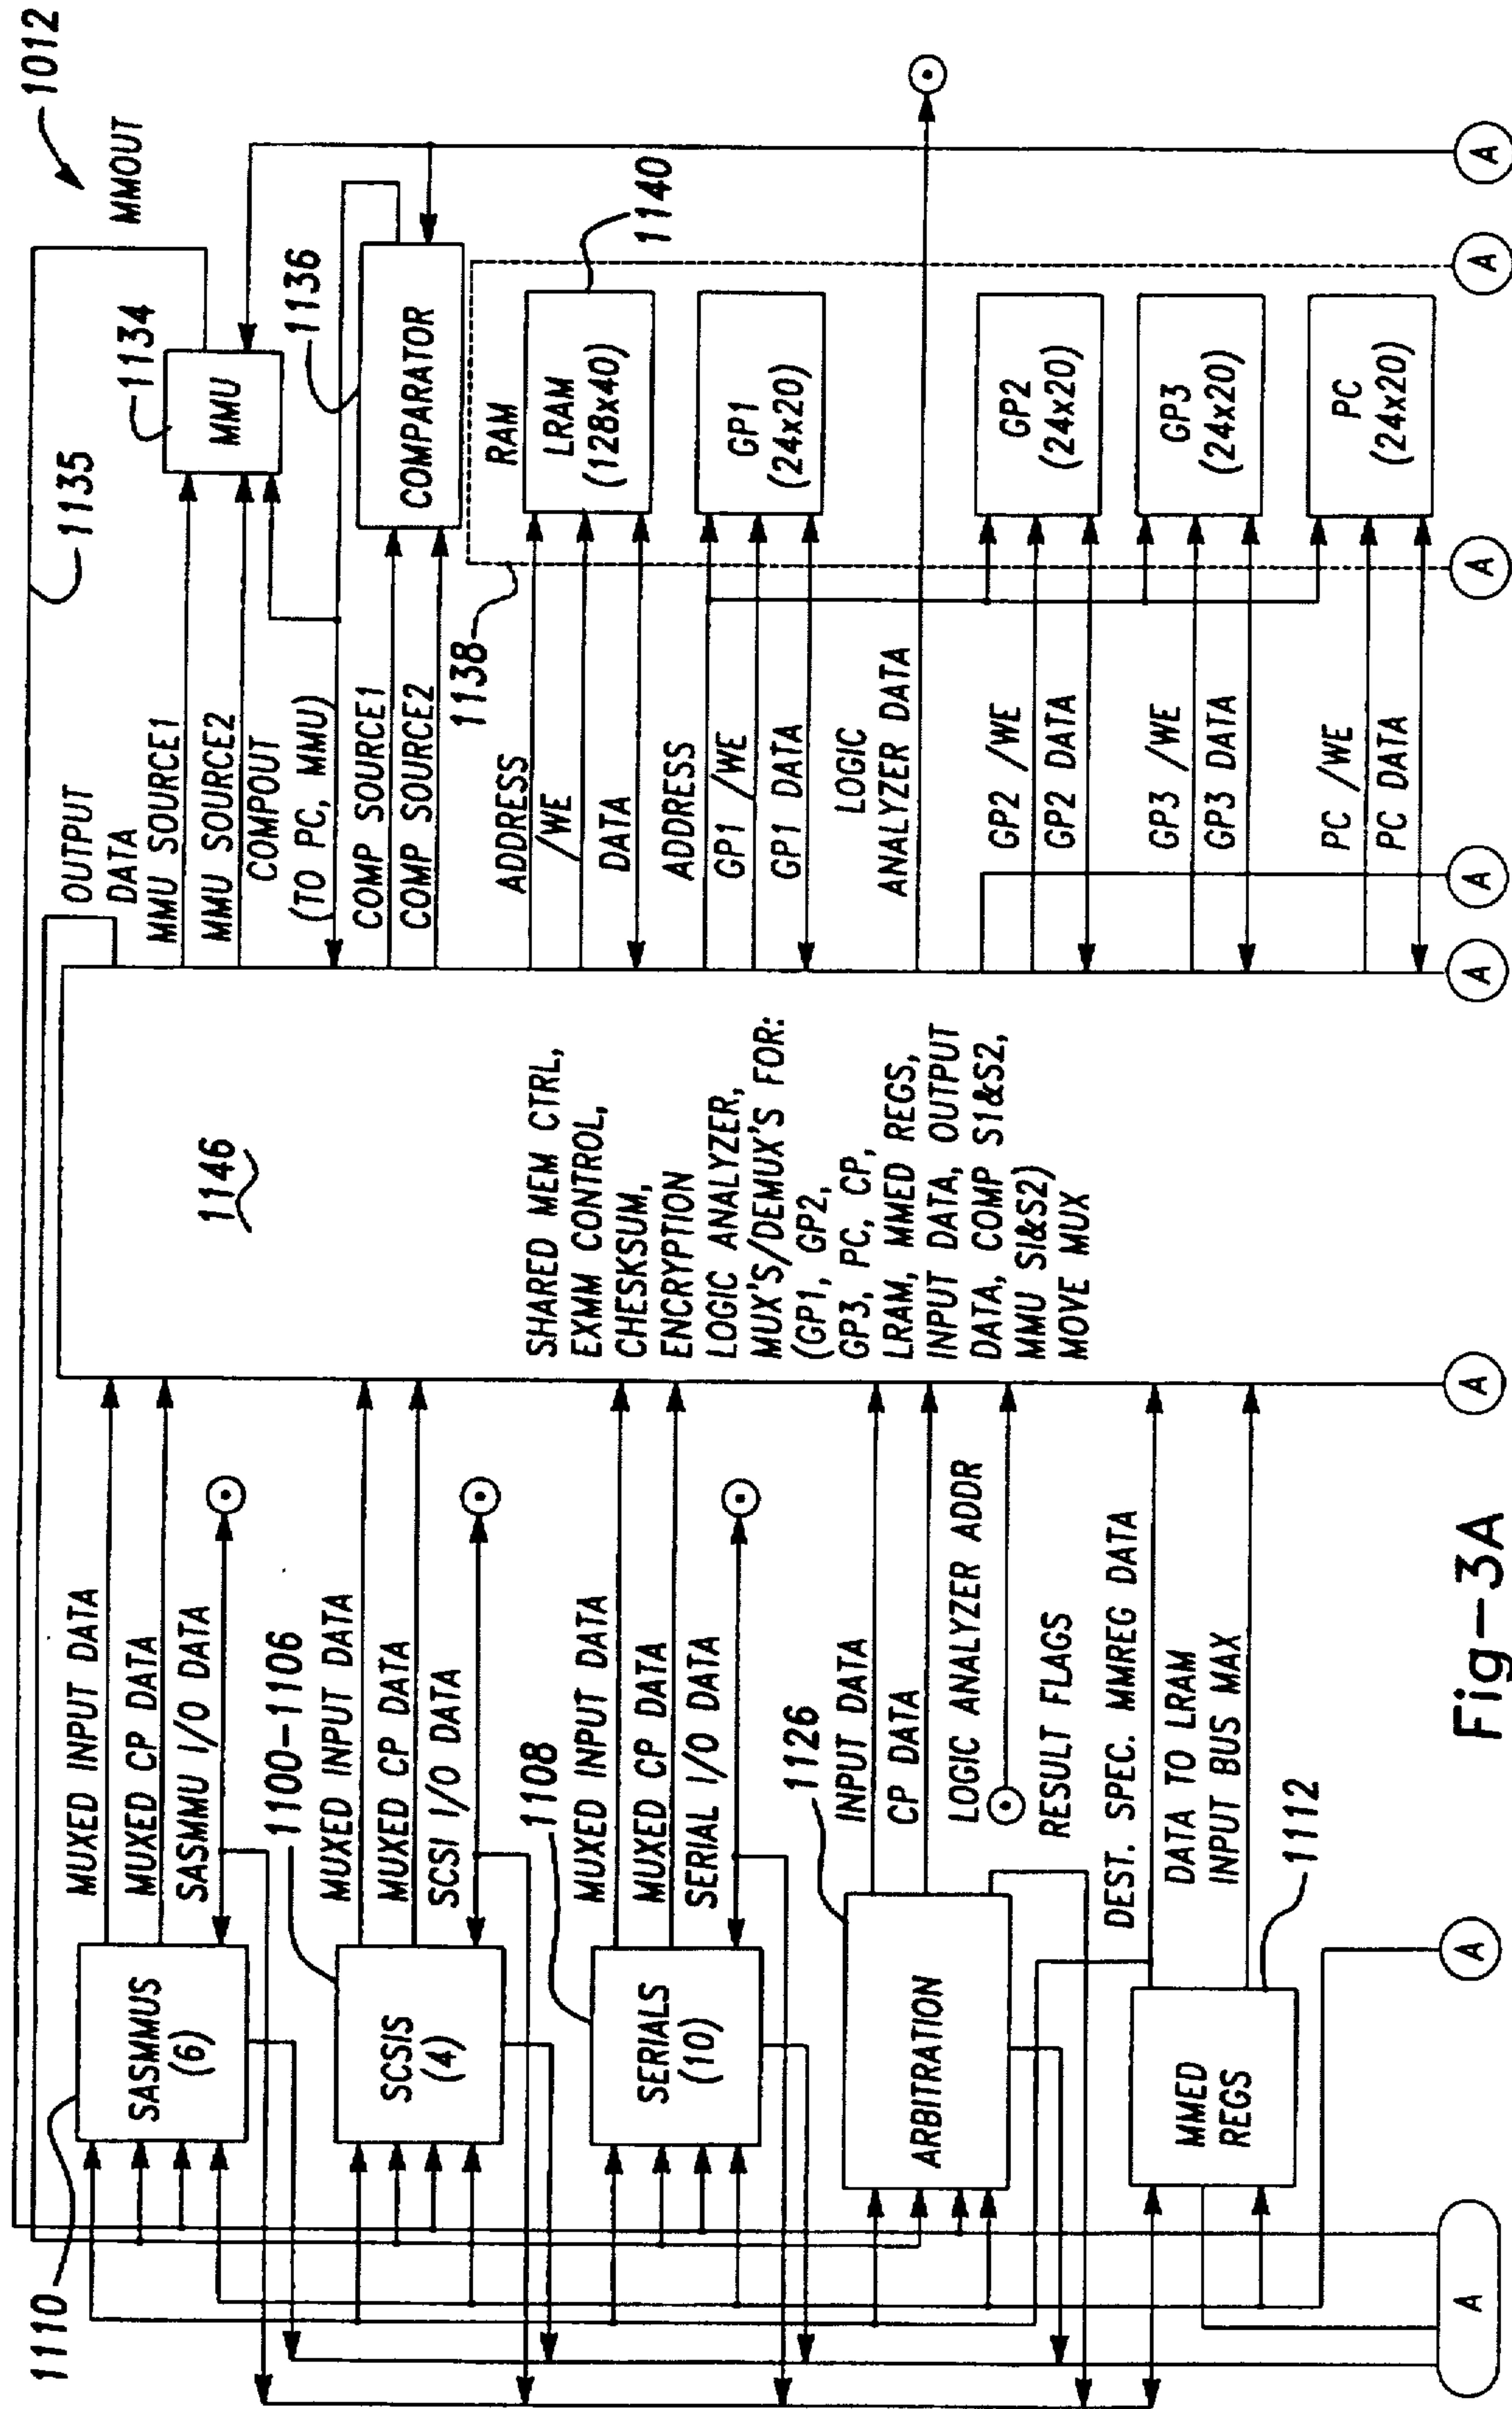 1012
MMOUT
1135
1134
MMU
1136
COMPARATOR
OUTPUT
DATA
MMU SOURCE1
MMU SOURCE2
COMPOUT
(TO PC, MMU)
COMP SOURCE1
COMP SOURCE2
1138
RAM
LRAM
(128x40)
1140
ADDRESS
/WE
DATA
GP1
(24x20)
ADDRESS
GP1 /WE
GP1 DATA
LOGIC
ANALYZER DATA
GP2
(24x20)
GP2 /WE
GP2 DATA
GP3
(24x20)
GP3 /WE
GP3 DATA
PC
(24x20)
PC /WE
PC DATA
1146
SHARED MEM CTRL,
EXMM CONTROL,
CHESKSUM,
ENCRYPTION
LOGIC ANALYZER,
MUX'S/DEMUX'S FOR:
(GP1, GP2,
GP3, PC, CP,
LRAM, MMED REGS,
INPUT DATA, OUTPUT
DATA, COMP S1&S2,
MMU S1&S2)
MOVE MUX
1110
SASMMUS
(6)
MUXED INPUT DATA
MUXED CP DATA
SASMMU I/O DATA
1100-1106
SCSIS
(4)
MUXED INPUT DATA
MUXED CP DATA
SCSI I/O DATA
1108
SERIALS
(10)
MUXED INPUT DATA
MUXED CP DATA
SERIAL I/O DATA
1126
ARBITRATION
INPUT DATA
CP DATA
LOGIC ANALYZER ADDR
RESULT FLAGS
DEST. SPEC. MMREG DATA
DATA TO LRAM
INPUT BUS MAX
MMED
REGS
1112
A
A
A
A
A
A
A
A
Fig-3A